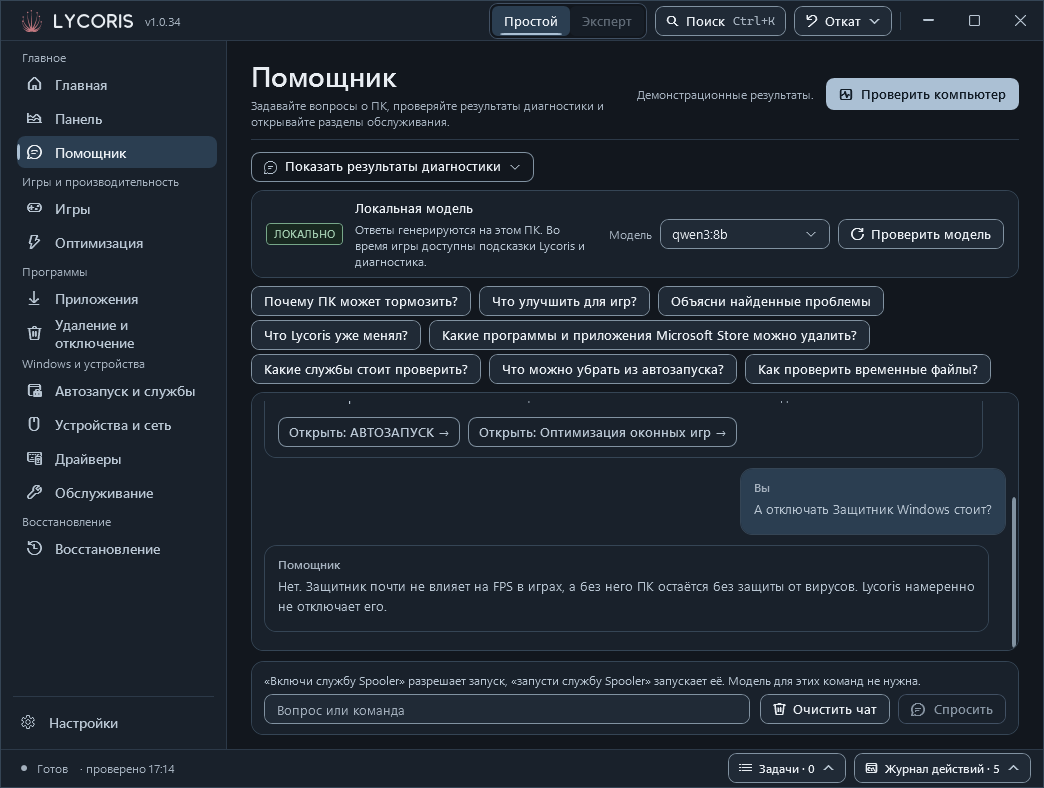 LYCORIS v1.0.34
Простой Эксперт Поиск Ctrl+K Откат
Главное
Главная
Панель
Помощник
Игры и производительность
Игры
Оптимизация
Программы
Приложения
Удаление и
отключение
Windows и устройства
Автозапуск и службы
Устройства и сеть
Драйверы
Обслуживание
Восстановление
Восстановление
Настройки
Помощник
Задавайте вопросы о ПК, проверяйте результаты диагностики и
открывайте разделы обслуживания.
Демонстрационные результаты. Проверить компьютер
Показать результаты диагностики
ЛОКАЛЬНО
Локальная модель
Ответы генерируются на этом ПК. Во
время игры доступны подсказки Lycoris и
диагностика.
Модель qwen3:8b Проверить модель
Почему ПК может тормозить? Что улучшить для игр? Объясни найденные проблемы
Что Lycoris уже менял? Какие программы и приложения Microsoft Store можно удалить?
Какие службы стоит проверить? Что можно убрать из автозапуска? Как проверить временные файлы?
Открыть: АВТОЗАПУСК → Открыть: Оптимизация оконных игр →
Вы
А отключать Защитник Windows стоит?
Помощник
Нет. Защитник почти не влияет на FPS в играх, а без него ПК остаётся без защиты от вирусов. Lycoris намеренно
не отключает его.
«Включи службу Spooler» разрешает запуск, «запусти службу Spooler» запускает её. Модель для этих команд не нужна.
Вопрос или команда Очистить чат Спросить
Готов · проверено 17:14 Задачи · 0 Журнал действий · 5